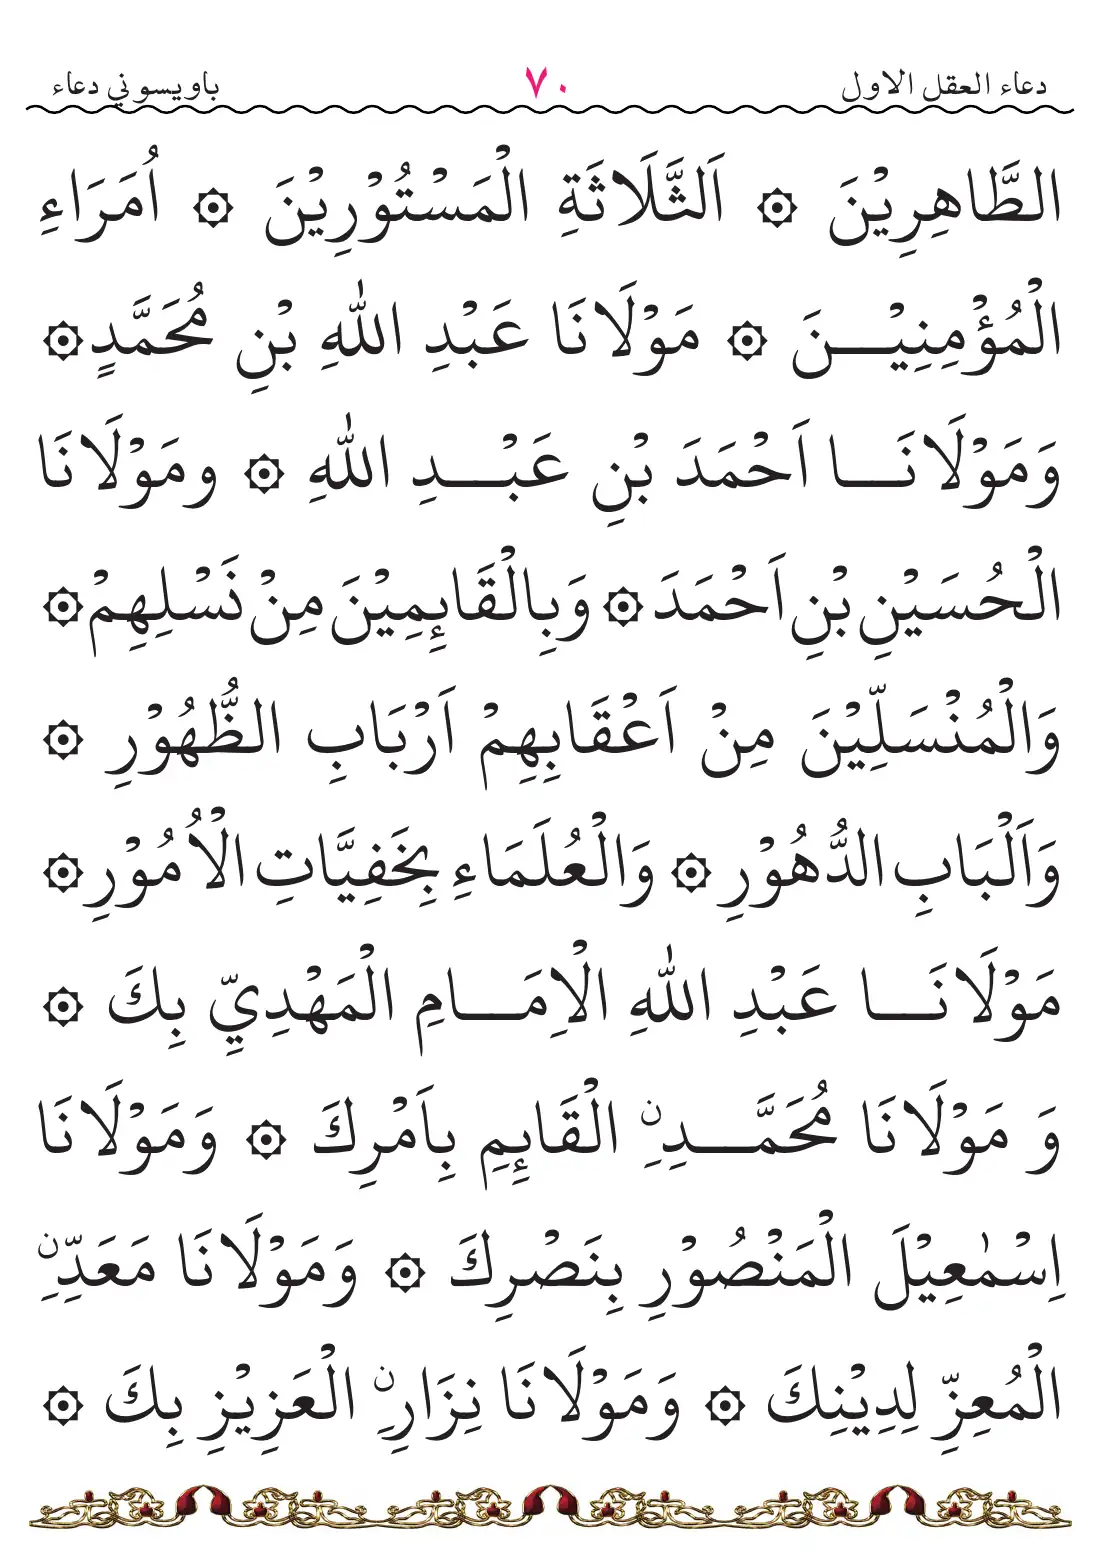 دعاء العقل الاول ٧٠ باويسوني دعاء
الطَّاهِرِيْنَ ۞ اَلثَّلَاثَةِ الْمَسْتُوْرِيْنَ ۞ اُمَرَاءِ
الْمُؤْمِنِيْـــنَ ۞ مَوْلَانَا عَبْدِ اللهِ بْنِ مُحَمَّدٍ ۞
وَمَوْلَانَـــا اَحْمَدَ بْنِ عَبْـــدِ اللهِ ۞ ومَوْلَانَا
الْحُسَيْنِ بْنِ اَحْمَدَ ۞ وَبِالْقَايِٕمِيْنَ مِنْ نَسْلِهِمْ ۞
وَالْمُنْسَلِّيْنَ مِنْ اَعْقَابِهِمْ اَرْبَابِ الظُّهُوْرِ ۞
وَاَلْبَابِ الدُّهُوْرِ ۞ وَالْعُلَمَاءِ بِخَفِيَّاتِ الْاُمُوْرِ ۞
مَوْلَانَـــا عَبْدِ اللهِ الْاِمَـــامِ الْمَهْدِيِّ بِكَ ۞
وَ مَوْلَانَا مُحَمَّـــدِ نِ الْقَايِٕمِ بِاَمْرِكَ ۞ وَمَوْلَانَا
اِسْمٰعِيْلَ الْمَنْصُوْرِ بِنَصْرِكَ ۞ وَمَوْلَانَا مَعَدِّ نِ
الْمُعِزِّ لِدِيْنِكَ ۞ وَمَوْلَانَا نِزَارِ نِ الْعَزِيْزِ بِكَ ۞